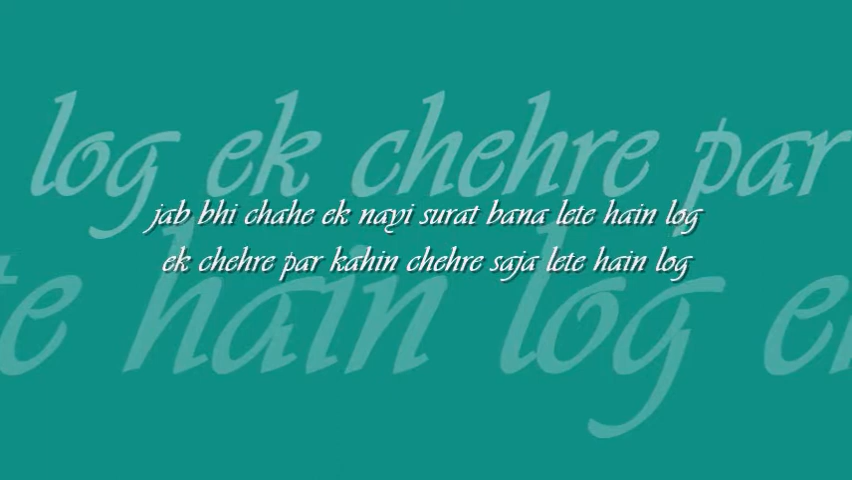 log ek chehre par
jab bhi chahe ek nayi surat bana lete hain log
ek chehre par kahin chehre saja lete hain log
hain log